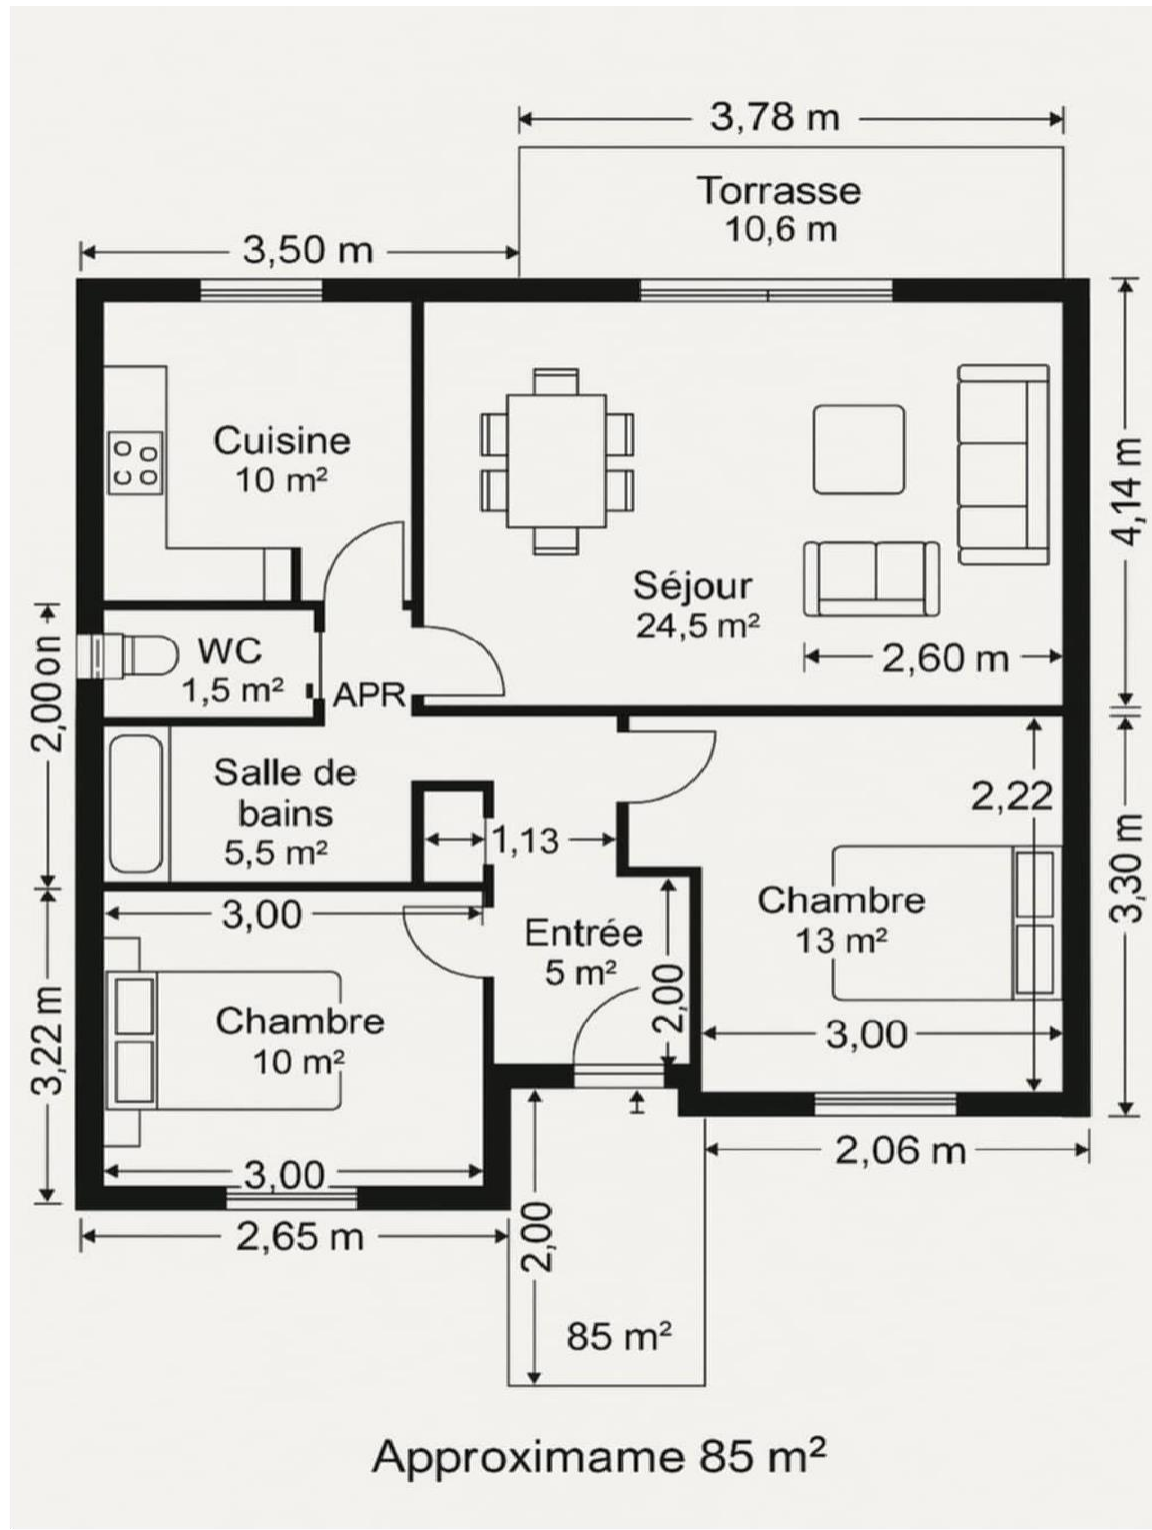 3,78 m
Torrasse
10,6 m
3,50 m
Cuisine
10 m²
4,14 m
Séjour
24,5 m²
2,60 m
2,00 on
WC
1,5 m²
APR
Salle de
bains
5,5 m²
2,22
1,13
3,30 m
3,00
Chambre
13 m²
Entrée
5 m²
2,00
3,00
3,22 m
Chambre
10 m²
3,00
2,06 m
2,65 m
2,00
85 m²
Approximame 85 m²